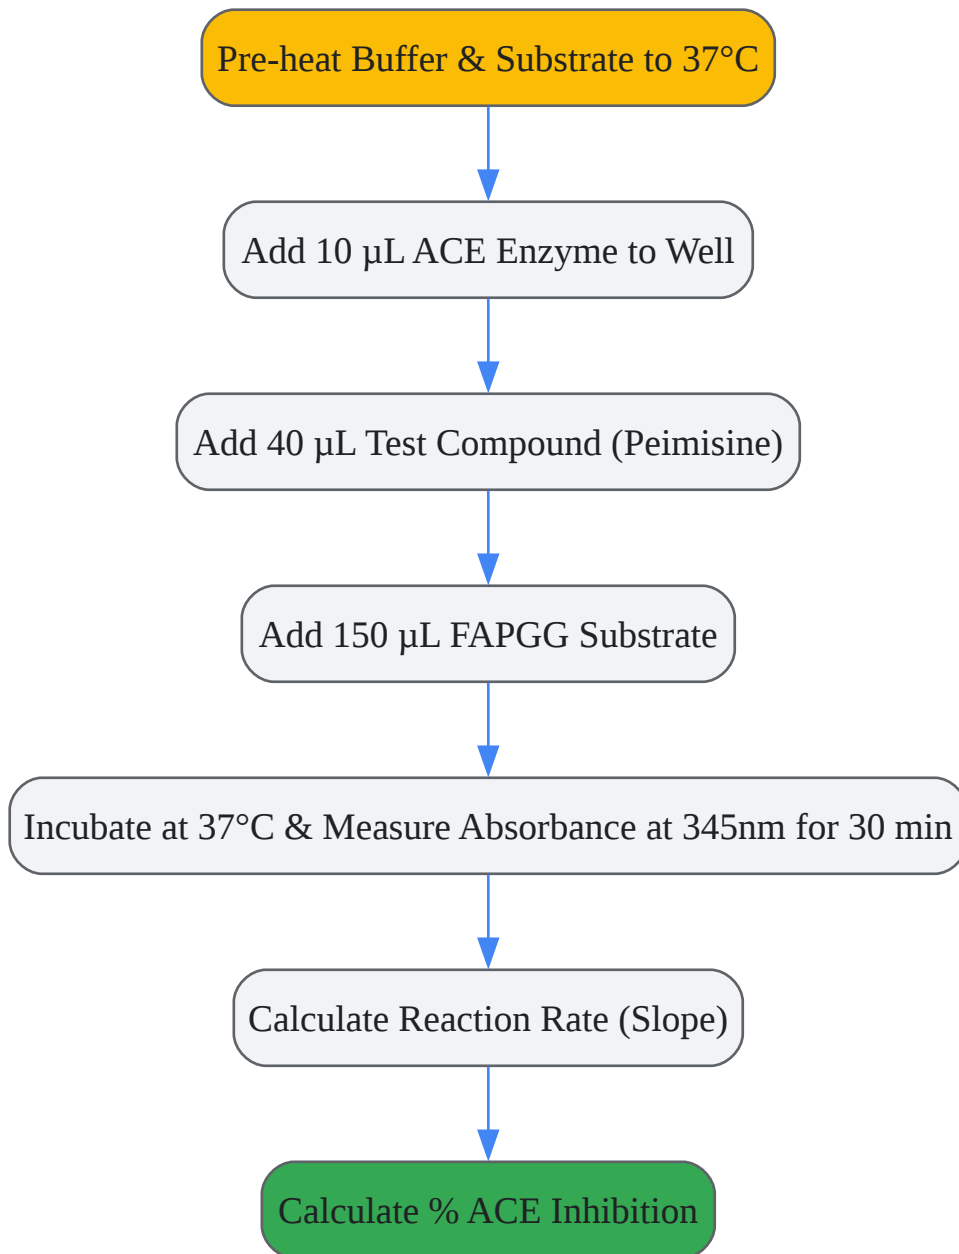 Pre-heat Buffer & Substrate to 37°C
Add 10 µL ACE Enzyme to Well
Add 40 µL Test Compound (Peimisine)
Add 150 µL FAPGG Substrate
Incubate at 37°C & Measure Absorbance at 345nm for 30 min
Calculate Reaction Rate (Slope)
Calculate % ACE Inhibition